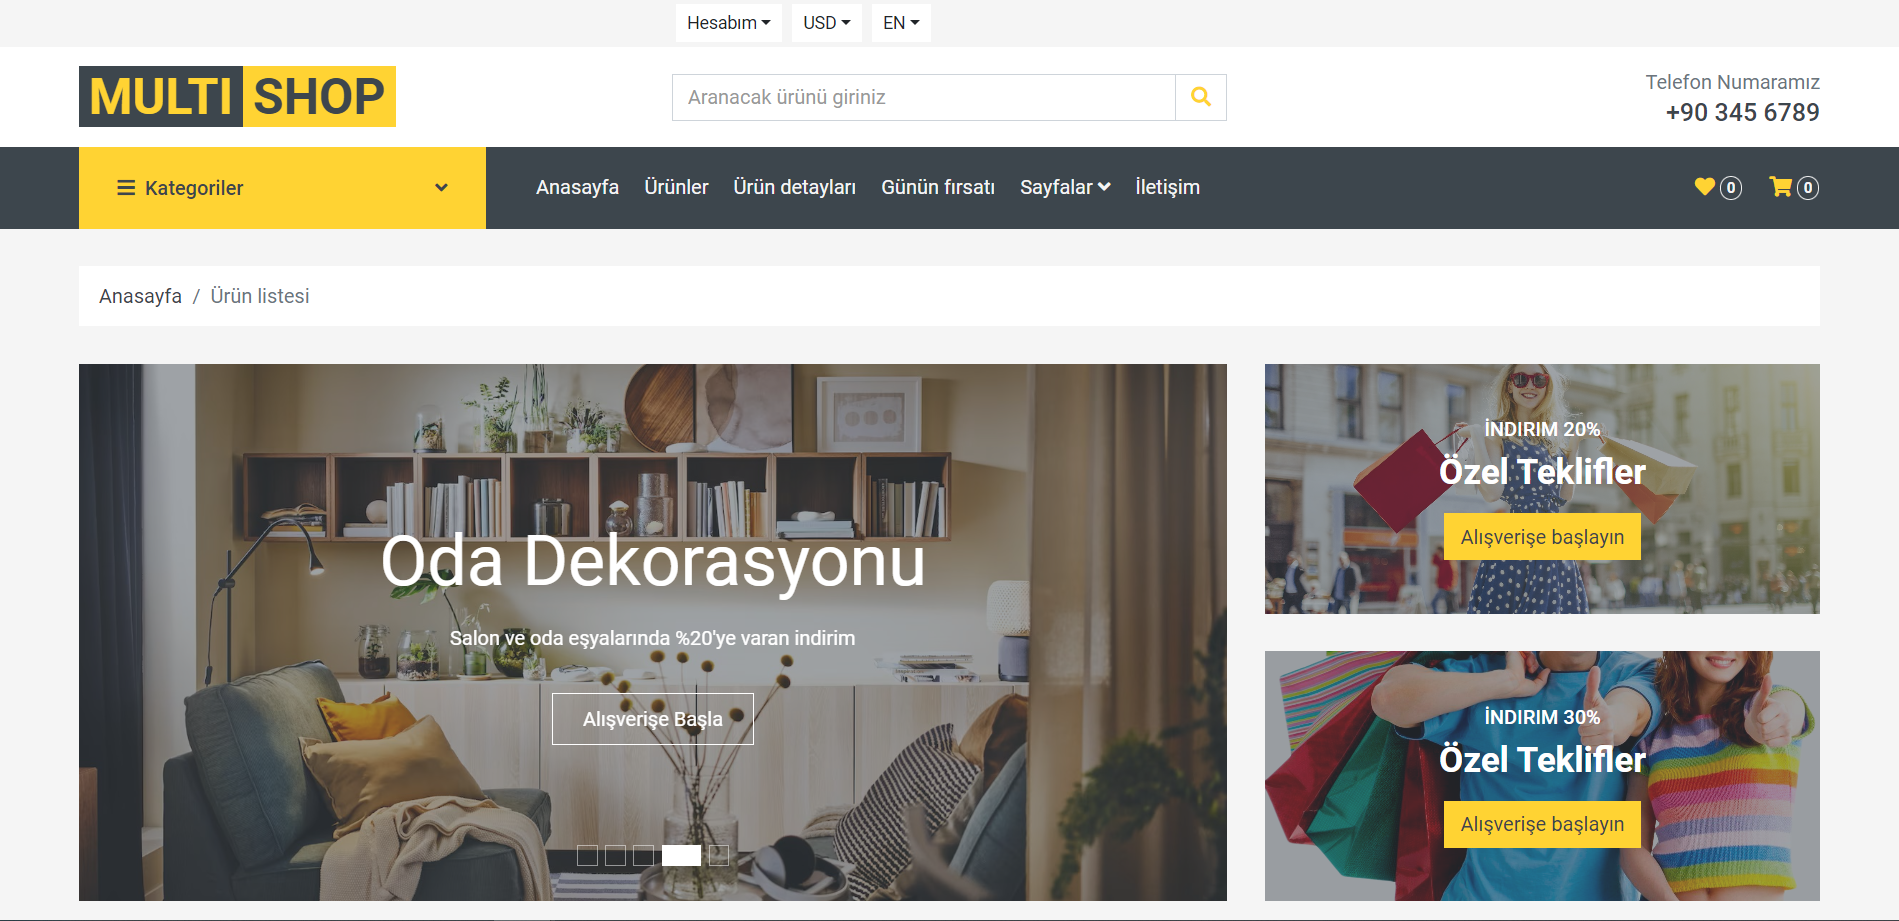 Hesabım USD EN
MULTI SHOP
Aranacak ürünü giriniz
Telefon Numaramız
+90 345 6789
Kategoriler
Anasayfa Ürünler Ürün detayları Günün fırsatı Sayfalar İletişim
0 0
Anasayfa / Ürün listesi
Oda Dekorasyonu
Salon ve oda eşyalarında %20'ye varan indirim
Alışverişe Başla
İNDIRIM 20%
Özel Teklifler
Alışverişe başlayın
İNDIRIM 30%
Özel Teklifler
Alışverişe başlayın